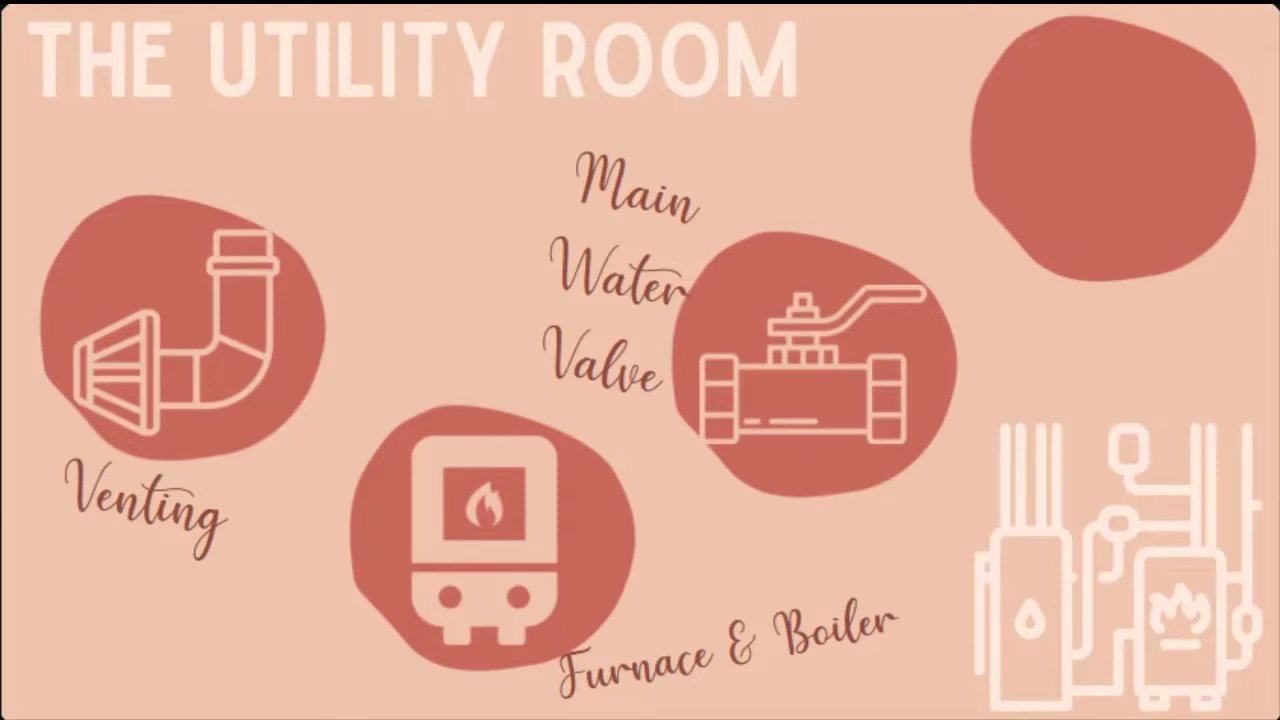 THE UTILITY ROOM
Main
Water
Valve
Venting
Furnace & Boiler